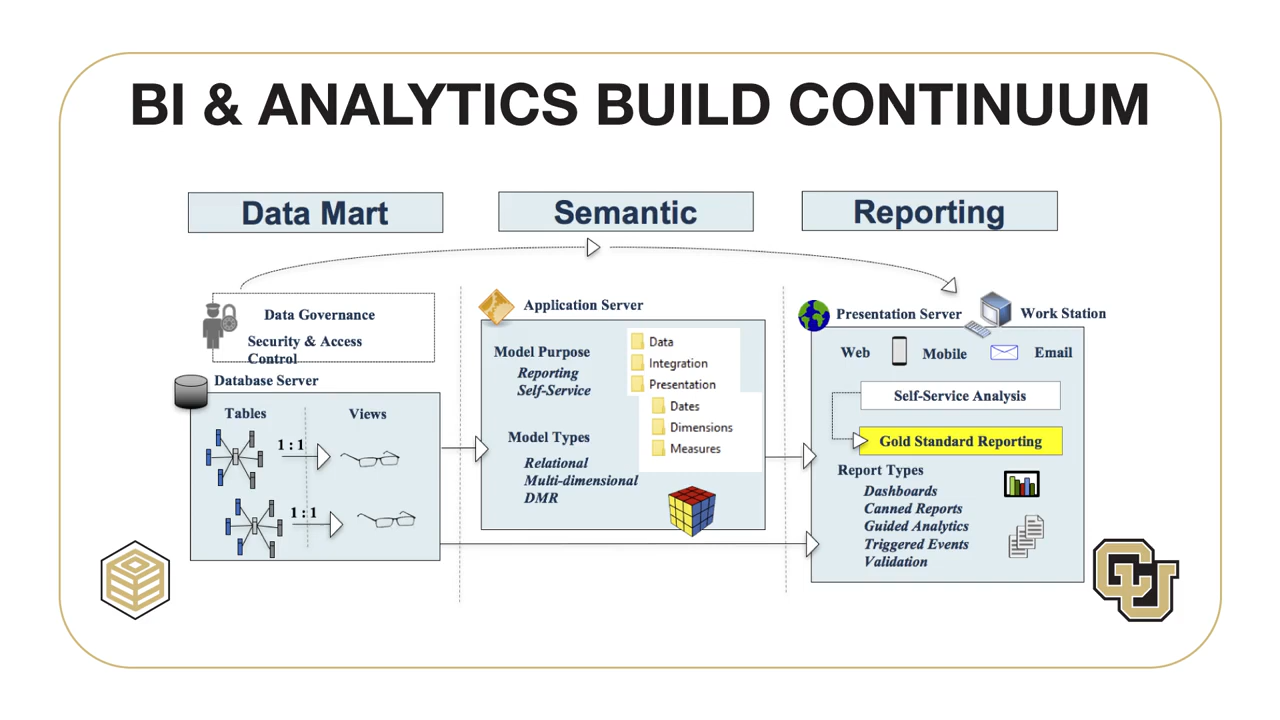 BI & ANALYTICS BUILD CONTINUUM
Data Mart
Semantic
Reporting
Data Governance
Security & Access
Control
Database Server
Tables
Views
1 : 1
1 : 1
Application Server
Model Purpose
Reporting
Self-Service
Model Types
Relational
Multi-dimensional
DMR
Data
Integration
Presentation
Dates
Dimensions
Measures
Presentation Server
Work Station
Web
Mobile
Email
Self-Service Analysis
Gold Standard Reporting
Report Types
Dashboards
Canned Reports
Guided Analytics
Triggered Events
Validation
CU